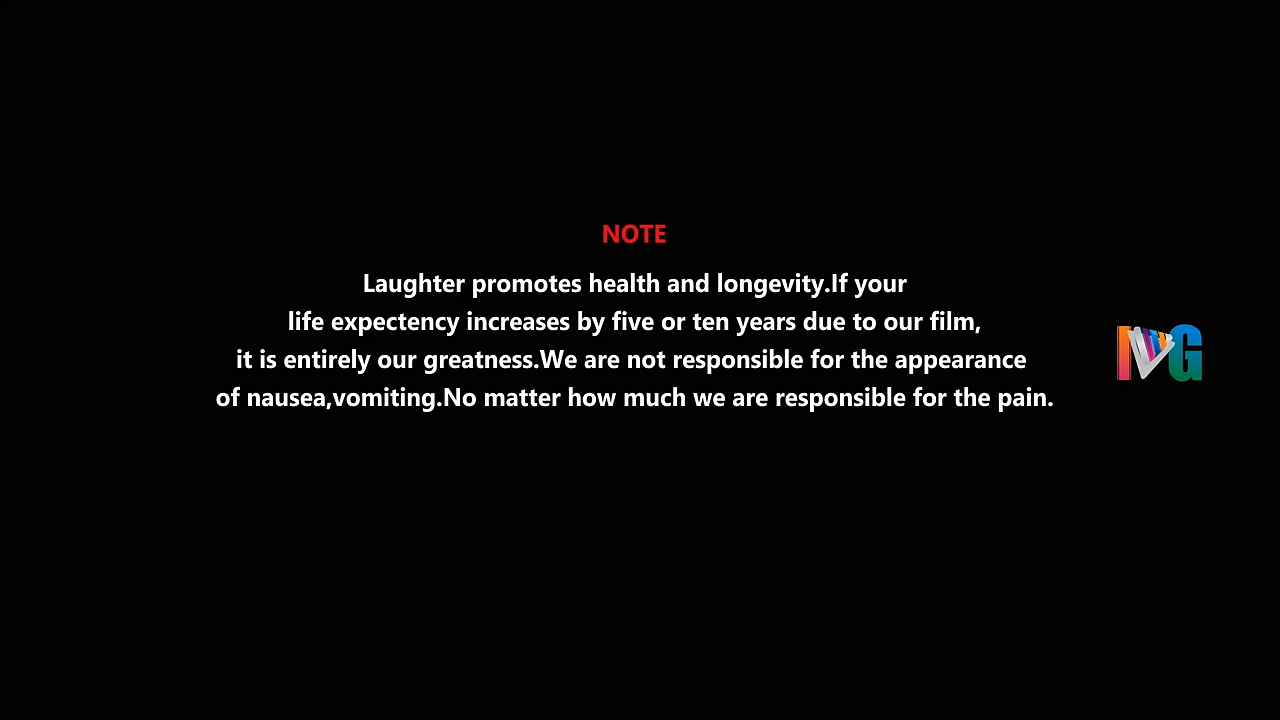 NOTE
Laughter promotes health and longevity.If your
life expectency increases by five or ten years due to our film,
it is entirely our greatness.We are not responsible for the appearance
of nausea,vomiting.No matter how much we are responsible for the pain.